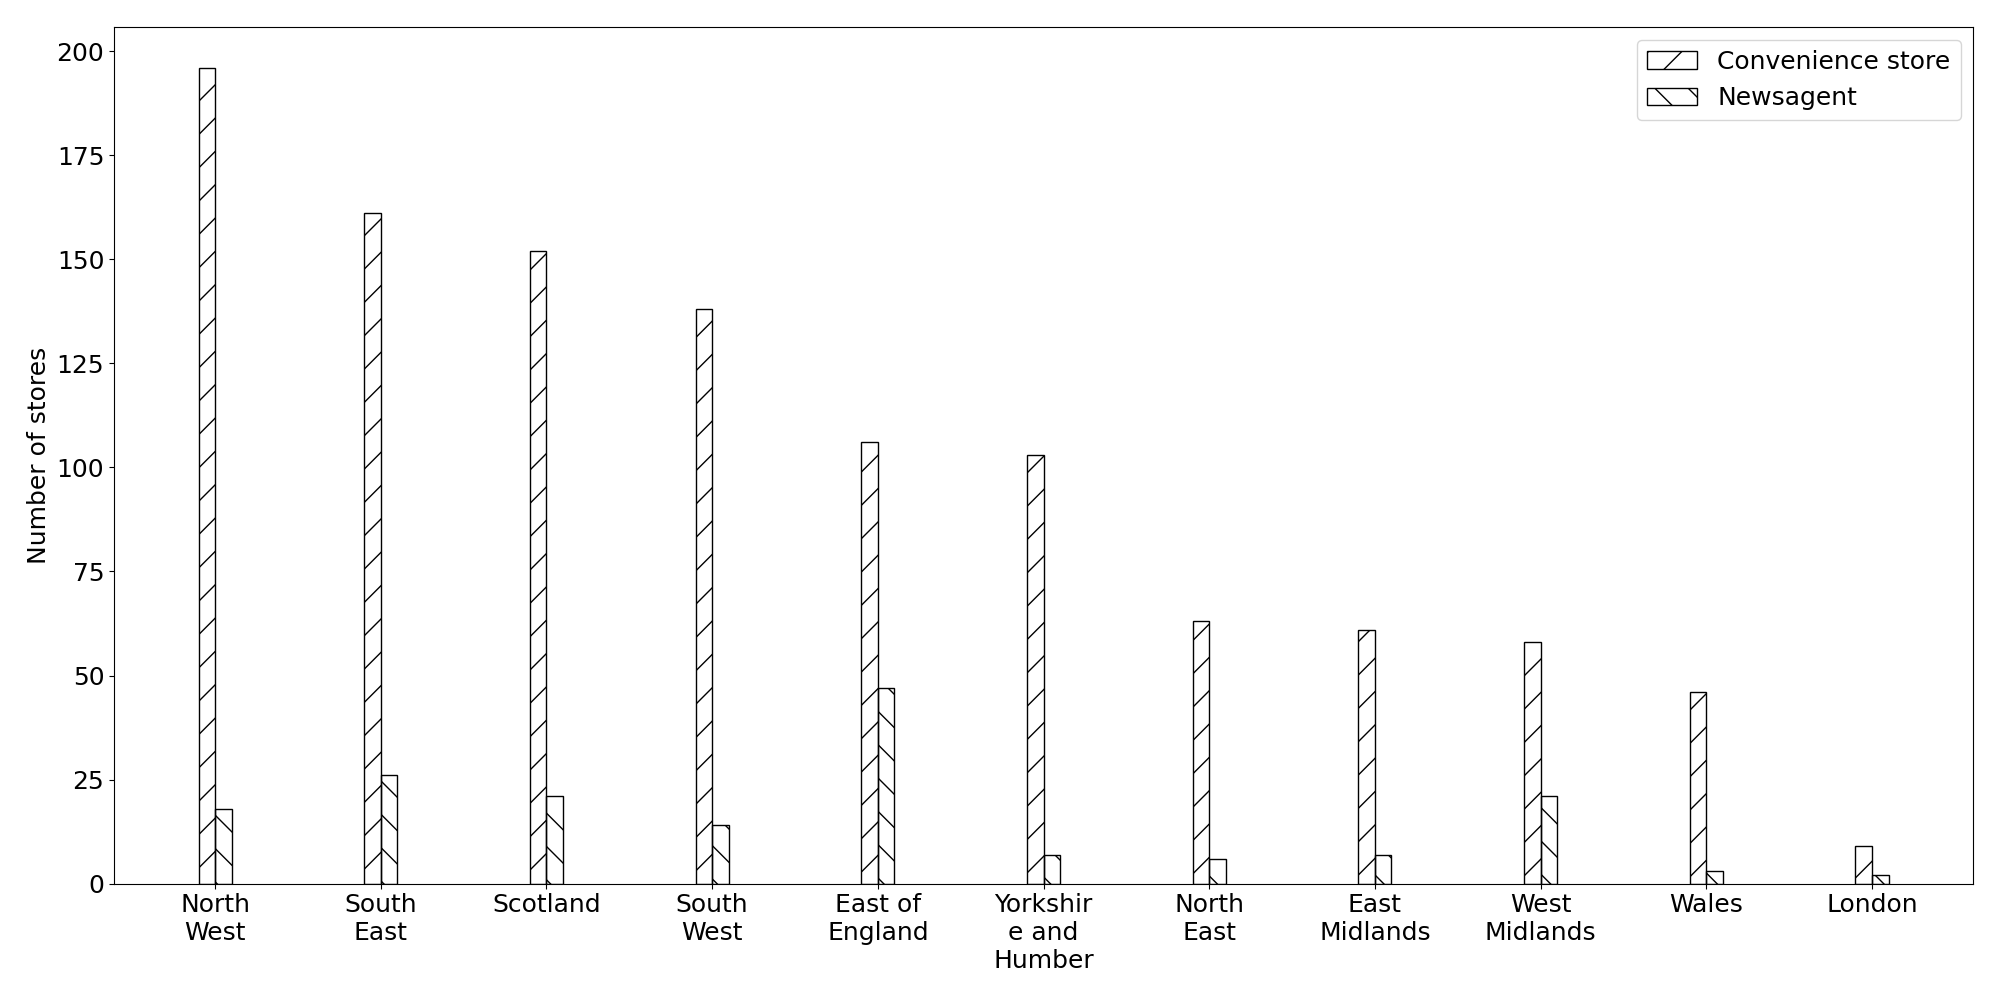 200
175
150
125
100
75
50
25
0
Number of stores
Convenience store
Newsagent
North
West
South
East
Scotland
South
West
East of
England
Yorkshir
e and
Humber
North
East
East
Midlands
West
Midlands
Wales
London